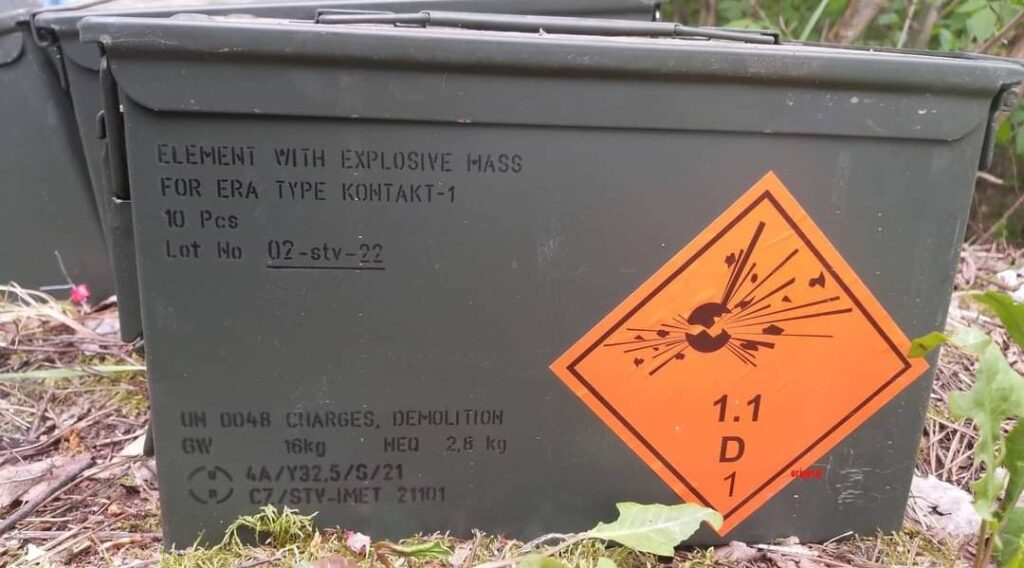 ELEMENT WITH EXPLOSIVE MASS
FOR ERA TYPE KONTAKT-1
10 Pcs
Lot No 02-stv-22
UN 0048 CHARGES, DEMOLITION
GW 16kg NEQ 2,8 kg
4A/Y32,5/S/21
CZ/STV-IMET 21101
1.1
D
1